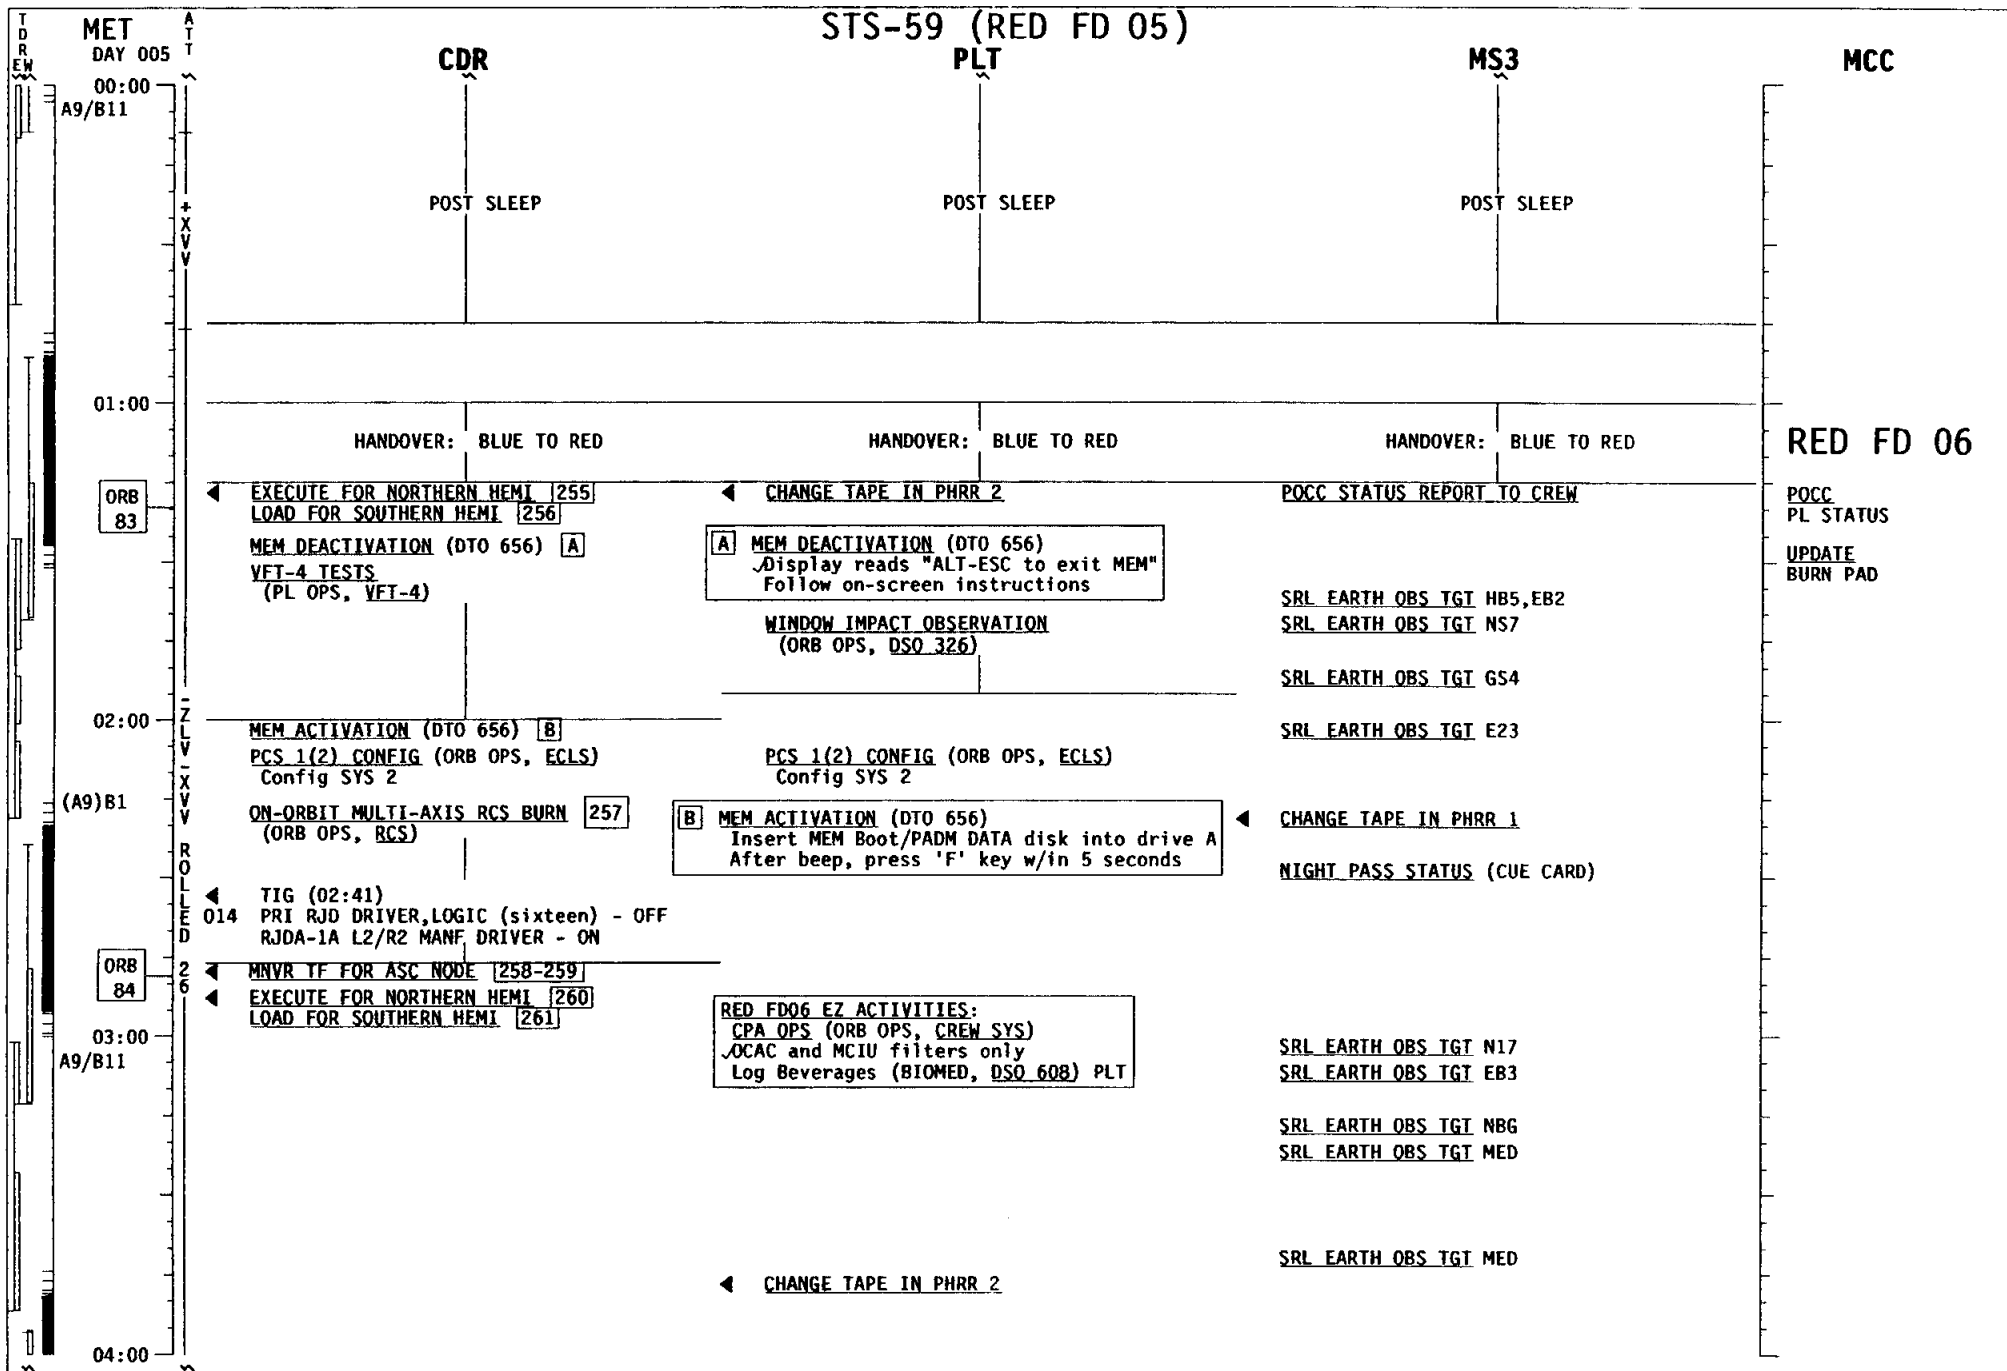 STS-59 (RED FD 05)
TDRE W
MET
DAY 005
ATT
CDR
PLT
MS3
MCC
00:00
A9/B11
+XVV
POST SLEEP
POST SLEEP
POST SLEEP
01:00
HANDOVER: BLUE TO RED
HANDOVER: BLUE TO RED
HANDOVER: BLUE TO RED
RED FD 06
ORB
83
EXECUTE FOR NORTHERN HEMI 255
LOAD FOR SOUTHERN HEMI 256
MEM DEACTIVATION (DTO 656) A
VFT-4 TESTS
(PL OPS, VFT-4)
CHANGE TAPE IN PHRR 2
A MEM DEACTIVATION (DTO 656)
✓Display reads "ALT-ESC to exit MEM"
Follow on-screen instructions
WINDOW IMPACT OBSERVATION
(ORB OPS, DSO 326)
POCC STATUS REPORT TO CREW
SRL EARTH OBS TGT HB5,EB2
SRL EARTH OBS TGT NS7
SRL EARTH OBS TGT GS4
POCC
PL STATUS
UPDATE
BURN PAD
-ZLV-XVV ROLLED 26
02:00
MEM ACTIVATION (DTO 656) B
PCS 1(2) CONFIG (ORB OPS, ECLS)
Config SYS 2
PCS 1(2) CONFIG (ORB OPS, ECLS)
Config SYS 2
SRL EARTH OBS TGT E23
(A9)B1
ON-ORBIT MULTI-AXIS RCS BURN 257
(ORB OPS, RCS)
B MEM ACTIVATION (DTO 656)
Insert MEM Boot/PADM DATA disk into drive A
After beep, press 'F' key w/in 5 seconds
CHANGE TAPE IN PHRR 1
NIGHT PASS STATUS (CUE CARD)
TIG (02:41)
014 PRI RJD DRIVER,LOGIC (sixteen) - OFF
RJDA-1A L2/R2 MANF DRIVER - ON
ORB
84
MNVR TF FOR ASC NODE 258-259
EXECUTE FOR NORTHERN HEMI 260
LOAD FOR SOUTHERN HEMI 261
RED FD06 EZ ACTIVITIES:
CPA OPS (ORB OPS, CREW SYS)
✓OCAC and MCIU filters only
Log Beverages (BIOMED, DSO 608) PLT
03:00
A9/B11
SRL EARTH OBS TGT N17
SRL EARTH OBS TGT EB3
SRL EARTH OBS TGT NBG
SRL EARTH OBS TGT MED
SRL EARTH OBS TGT MED
CHANGE TAPE IN PHRR 2
04:00